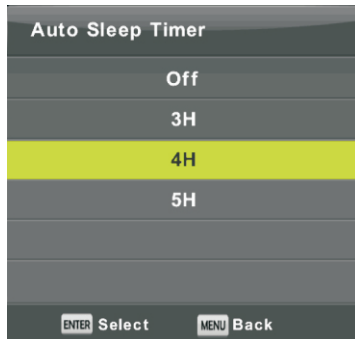 Auto Sleep Timer
Off
3H
4H
5H
ENTER Select MENU Back